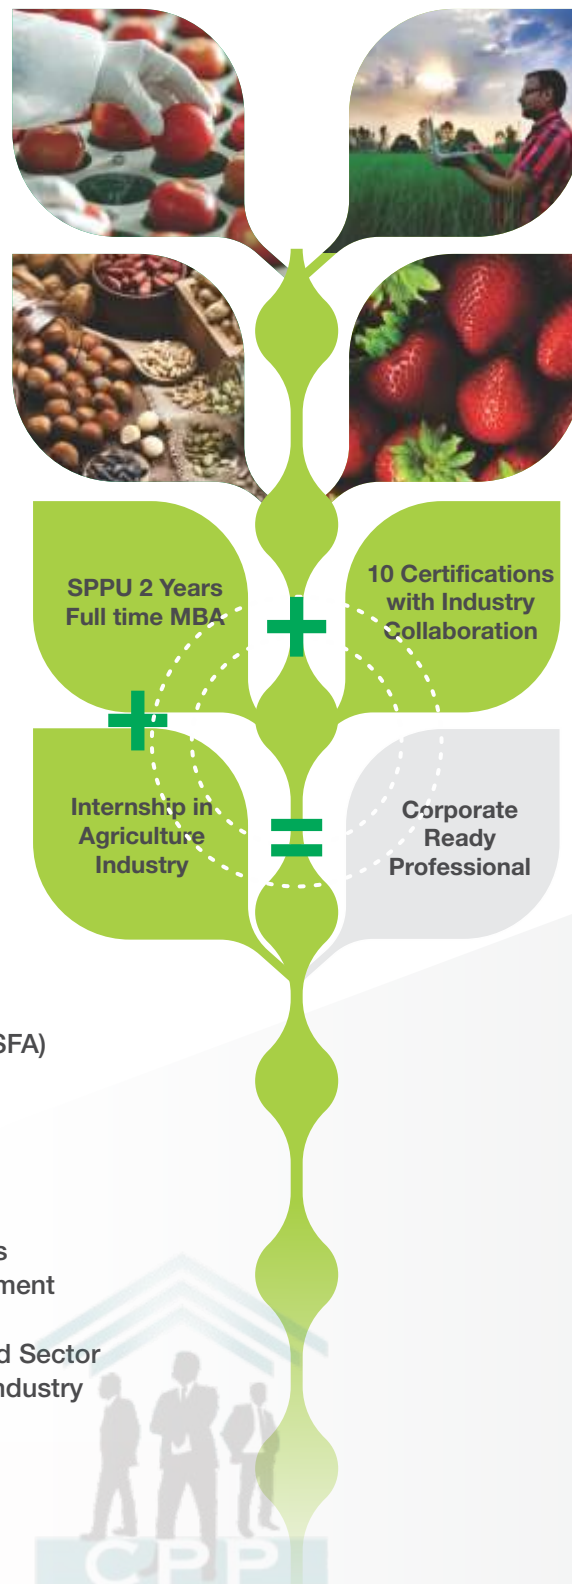 SPPU 2 Years
Full time MBA
+
10 Certifications
with Industry
Collaboration
+
Internship in
Agriculture
Industry
=
Corporate
Ready
Professional
SFA)
s
ment
d Sector
ndustry
CPP